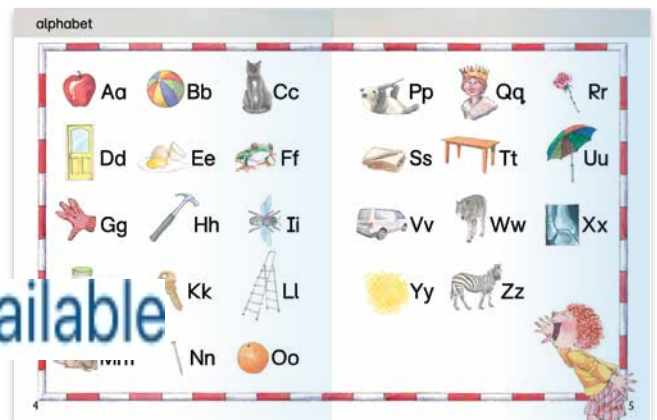 alphabet
Aa Bb Cc
Dd Ee Ff
Gg Hh Ii
Kk Ll
ailable
Mm Nn Oo
4
Pp Qq Rr
Ss Tt Uu
Vv Ww Xx
Yy Zz
5